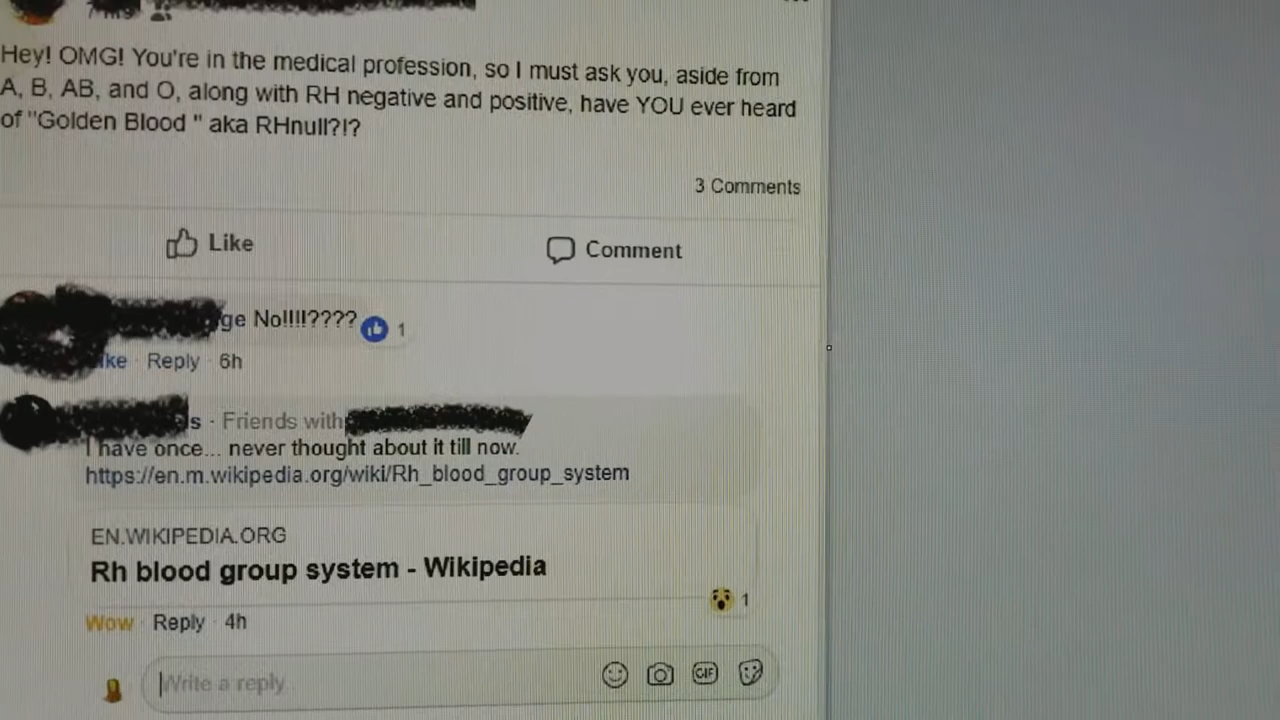 Hey! OMG! You're in the medical profession, so I must ask you, aside from
A, B, AB, and O, along with RH negative and positive, have YOU ever heard
of "Golden Blood " aka RHnull?!?
3 Comments
Like Comment
ge No!!!!???? 1
ke · Reply · 6h
s · Friends with
I have once... never thought about it till now.
https://en.m.wikipedia.org/wiki/Rh_blood_group_system
EN.WIKIPEDIA.ORG
Rh blood group system - Wikipedia
1
Wow · Reply · 4h
Write a reply... GIF